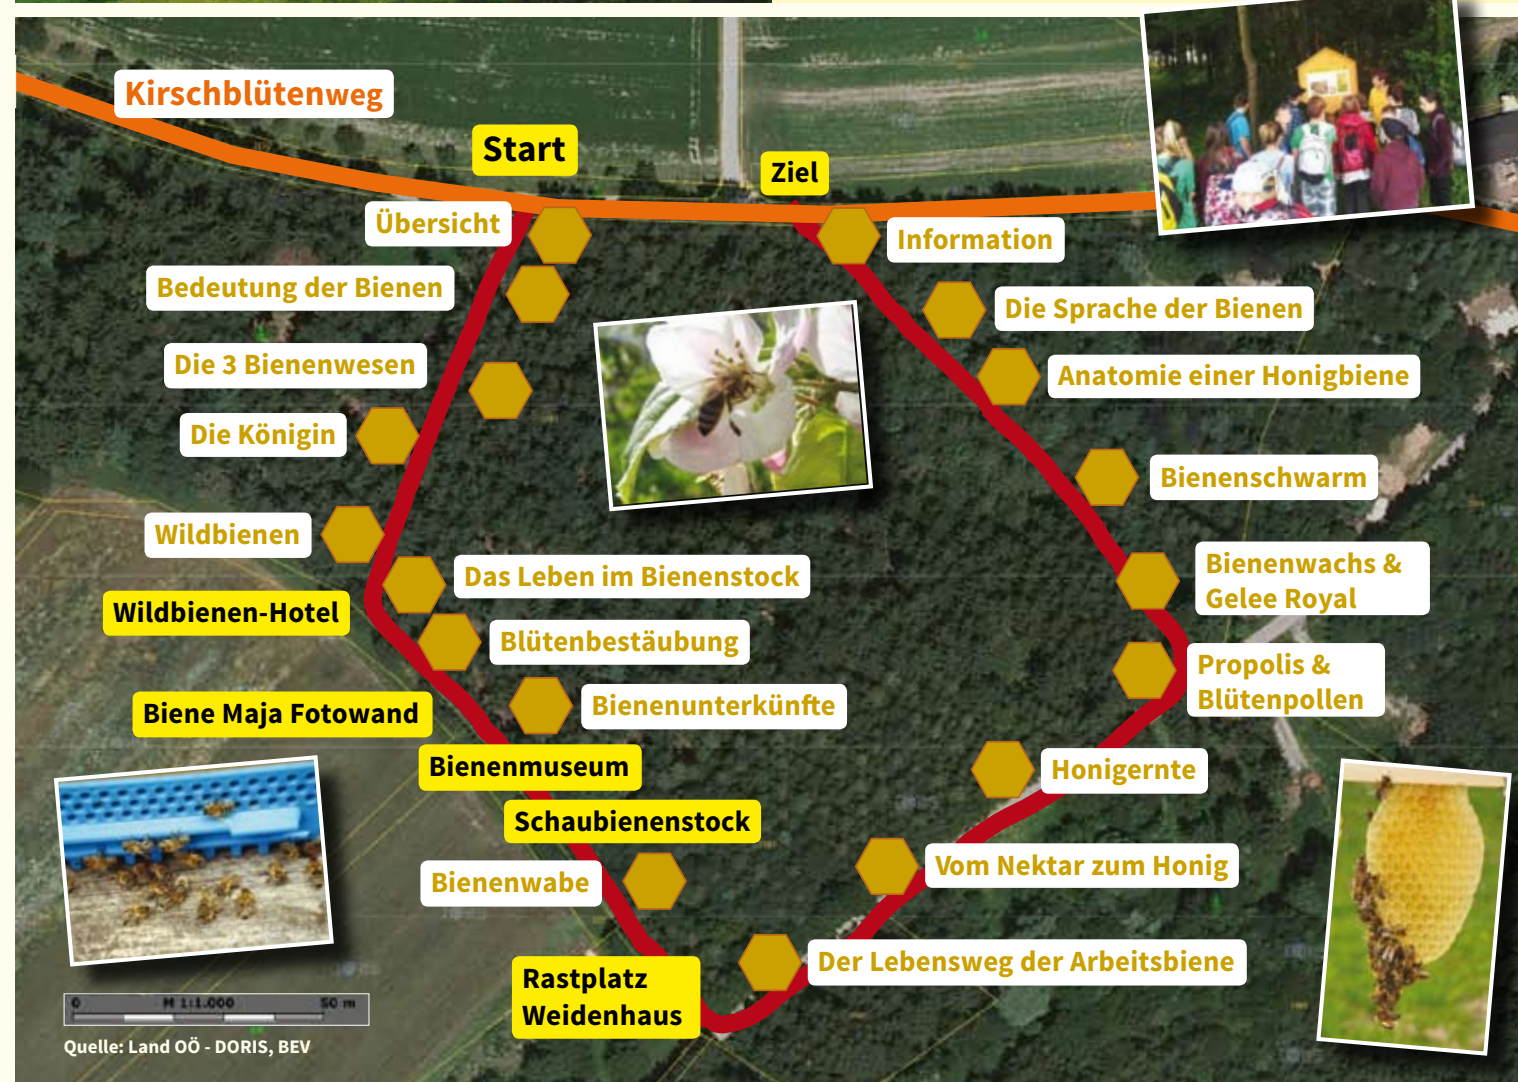 Kirschblütenweg
Start
Ziel
Übersicht
Information
Bedeutung der Bienen
Die Sprache der Bienen
Die 3 Bienenwesen
Anatomie einer Honigbiene
Die Königin
Bienenschwarm
Wildbienen
Das Leben im Bienenstock
Bienenwachs &
Gelee Royal
Wildbienen-Hotel
Blütenbestäubung
Propolis &
Blütenpollen
Biene Maja Fotowand
Bienenunterkünfte
Bienenmuseum
Honigernte
Schaubienenstock
Bienenwabe
Vom Nektar zum Honig
Der Lebensweg der Arbeitsbiene
Rastplatz
Weidenhaus
0 M 1:1.000 50 m
Quelle: Land OÖ - DORIS, BEV